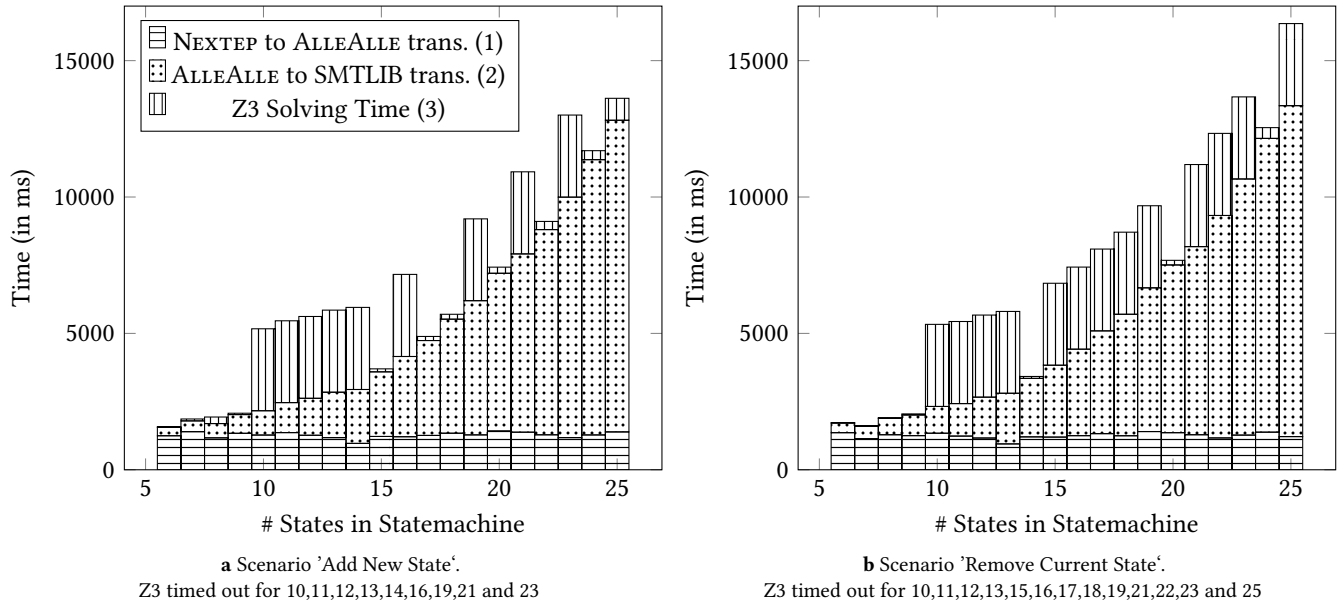 15000
10000
5000
0
Time (in ms)
NEXTEP to ALLEALLE trans. (1)
ALLEALLE to SMTLIB trans. (2)
Z3 Solving Time (3)
5 10 15 20 25
# States in Statemachine
a Scenario 'Add New State‘.
Z3 timed out for 10,11,12,13,14,16,19,21 and 23
15000
10000
5000
0
Time (in ms)
5 10 15 20 25
# States in Statemachine
b Scenario 'Remove Current State‘.
Z3 timed out for 10,11,12,13,15,16,17,18,19,21,22,23 and 25